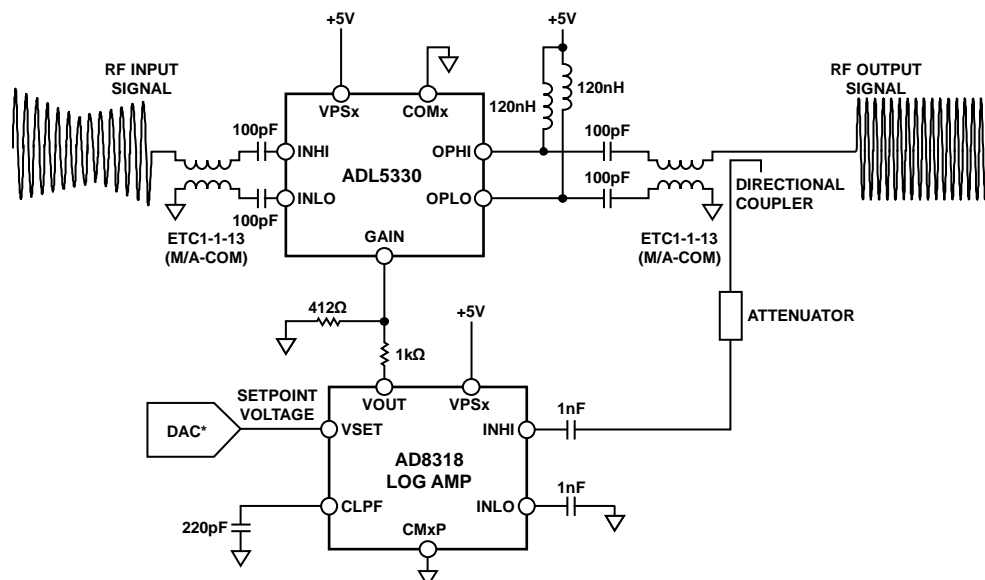 +5V
+5V
RF INPUT
SIGNAL
RF OUTPUT
SIGNAL
120nH
120nH
VPSx
COMx
100pF
100pF
INHI
OPHI
ADL5330
INLO
OPLO
100pF
100pF
DIRECTIONAL
COUPLER
ETC1-1-13
(M/A-COM)
GAIN
ETC1-1-13
(M/A-COM)
412Ω
+5V
ATTENUATOR
1kΩ
SETPOINT
VOLTAGE
VOUT
VPSx
1nF
DAC*
VSET
INHI
AD8318
LOG AMP
1nF
CLPF
INLO
220pF
CMxP